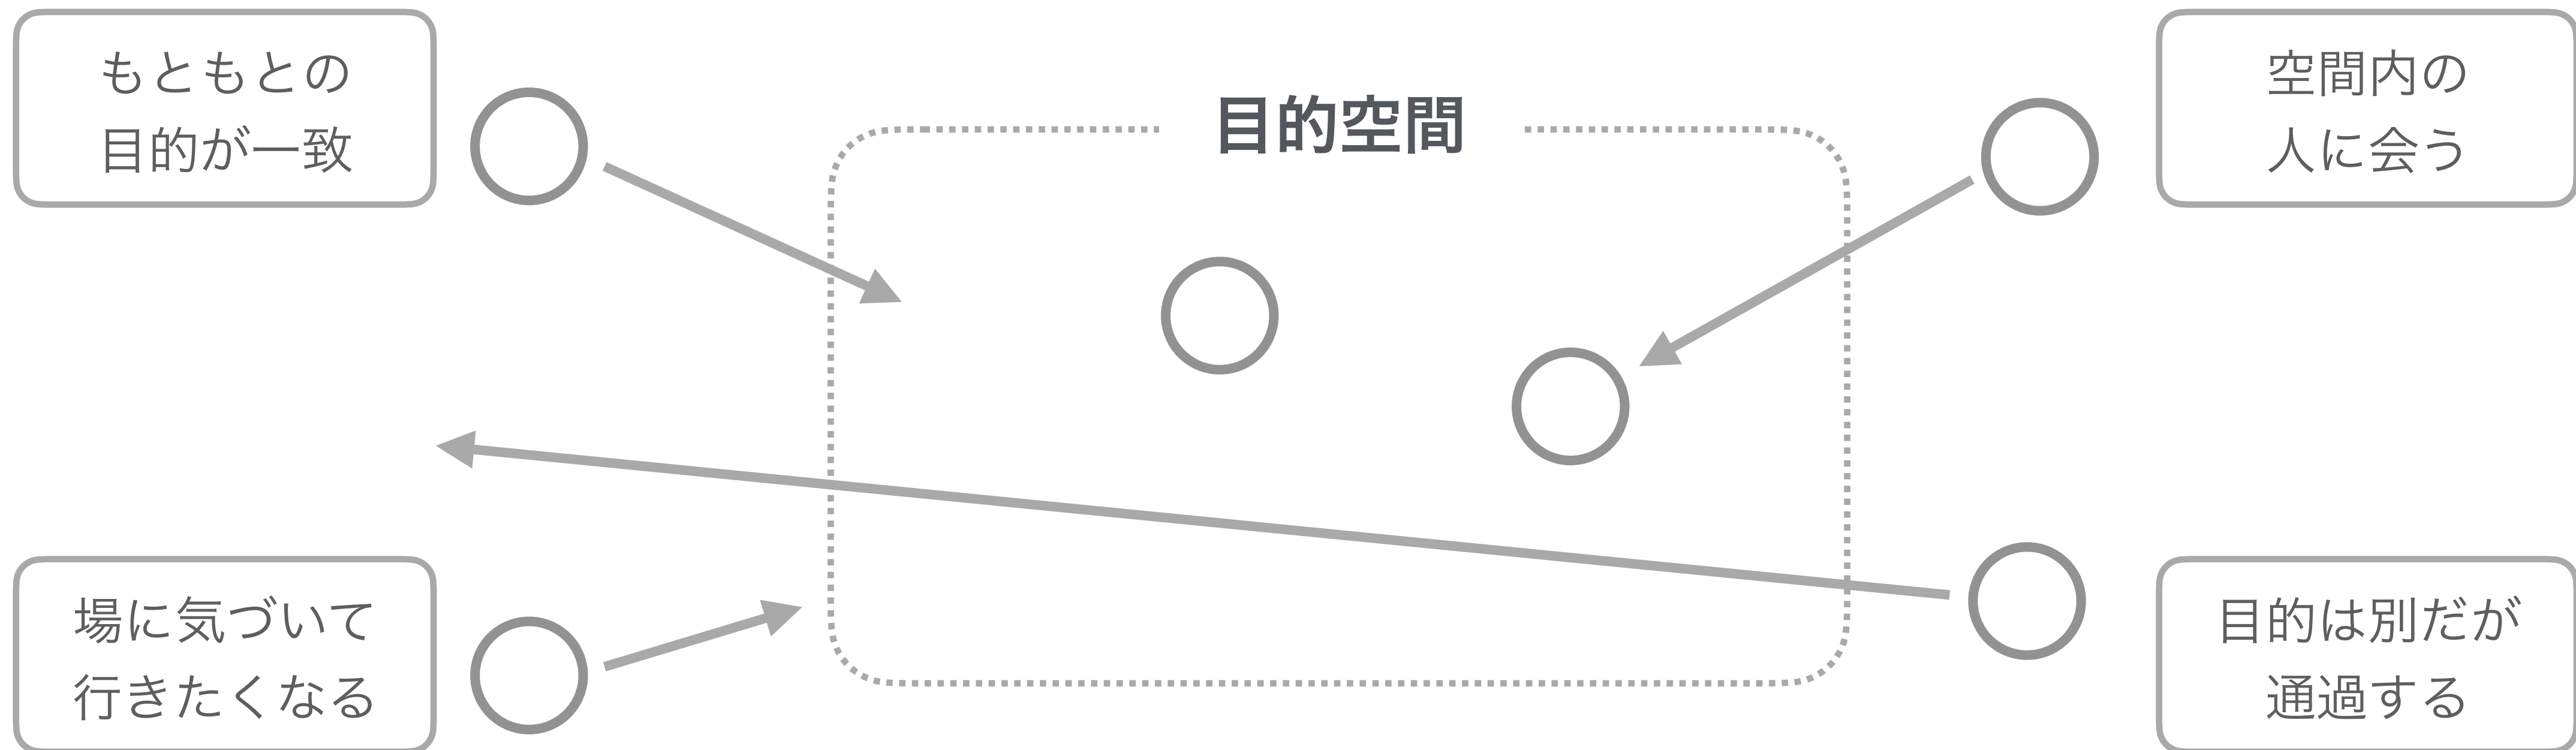 もともとの
目的が一致
目的空間
空間内の
人に会う
場に気づいて
行きたくなる
目的は別だが
通過する